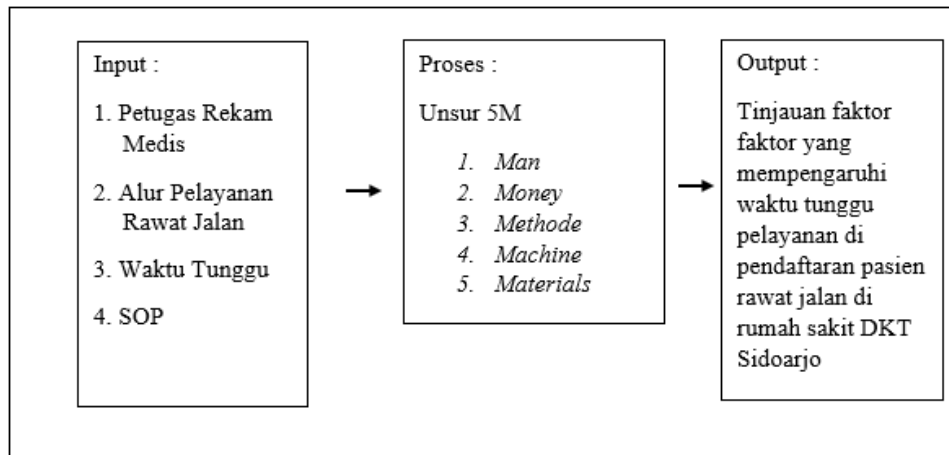 Input :
1. Petugas Rekam
Medis
2. Alur Pelayanan
Rawat Jalan
3. Waktu Tunggu
4. SOP
Proses :
Unsur 5M
1. Man
2. Money
3. Methode
4. Machine
5. Materials
Output :
Tinjauan faktor
faktor yang
mempengaruhi
waktu tunggu
pelayanan di
pendaftaran pasien
rawat jalan di
rumah sakit DKT
Sidoarjo